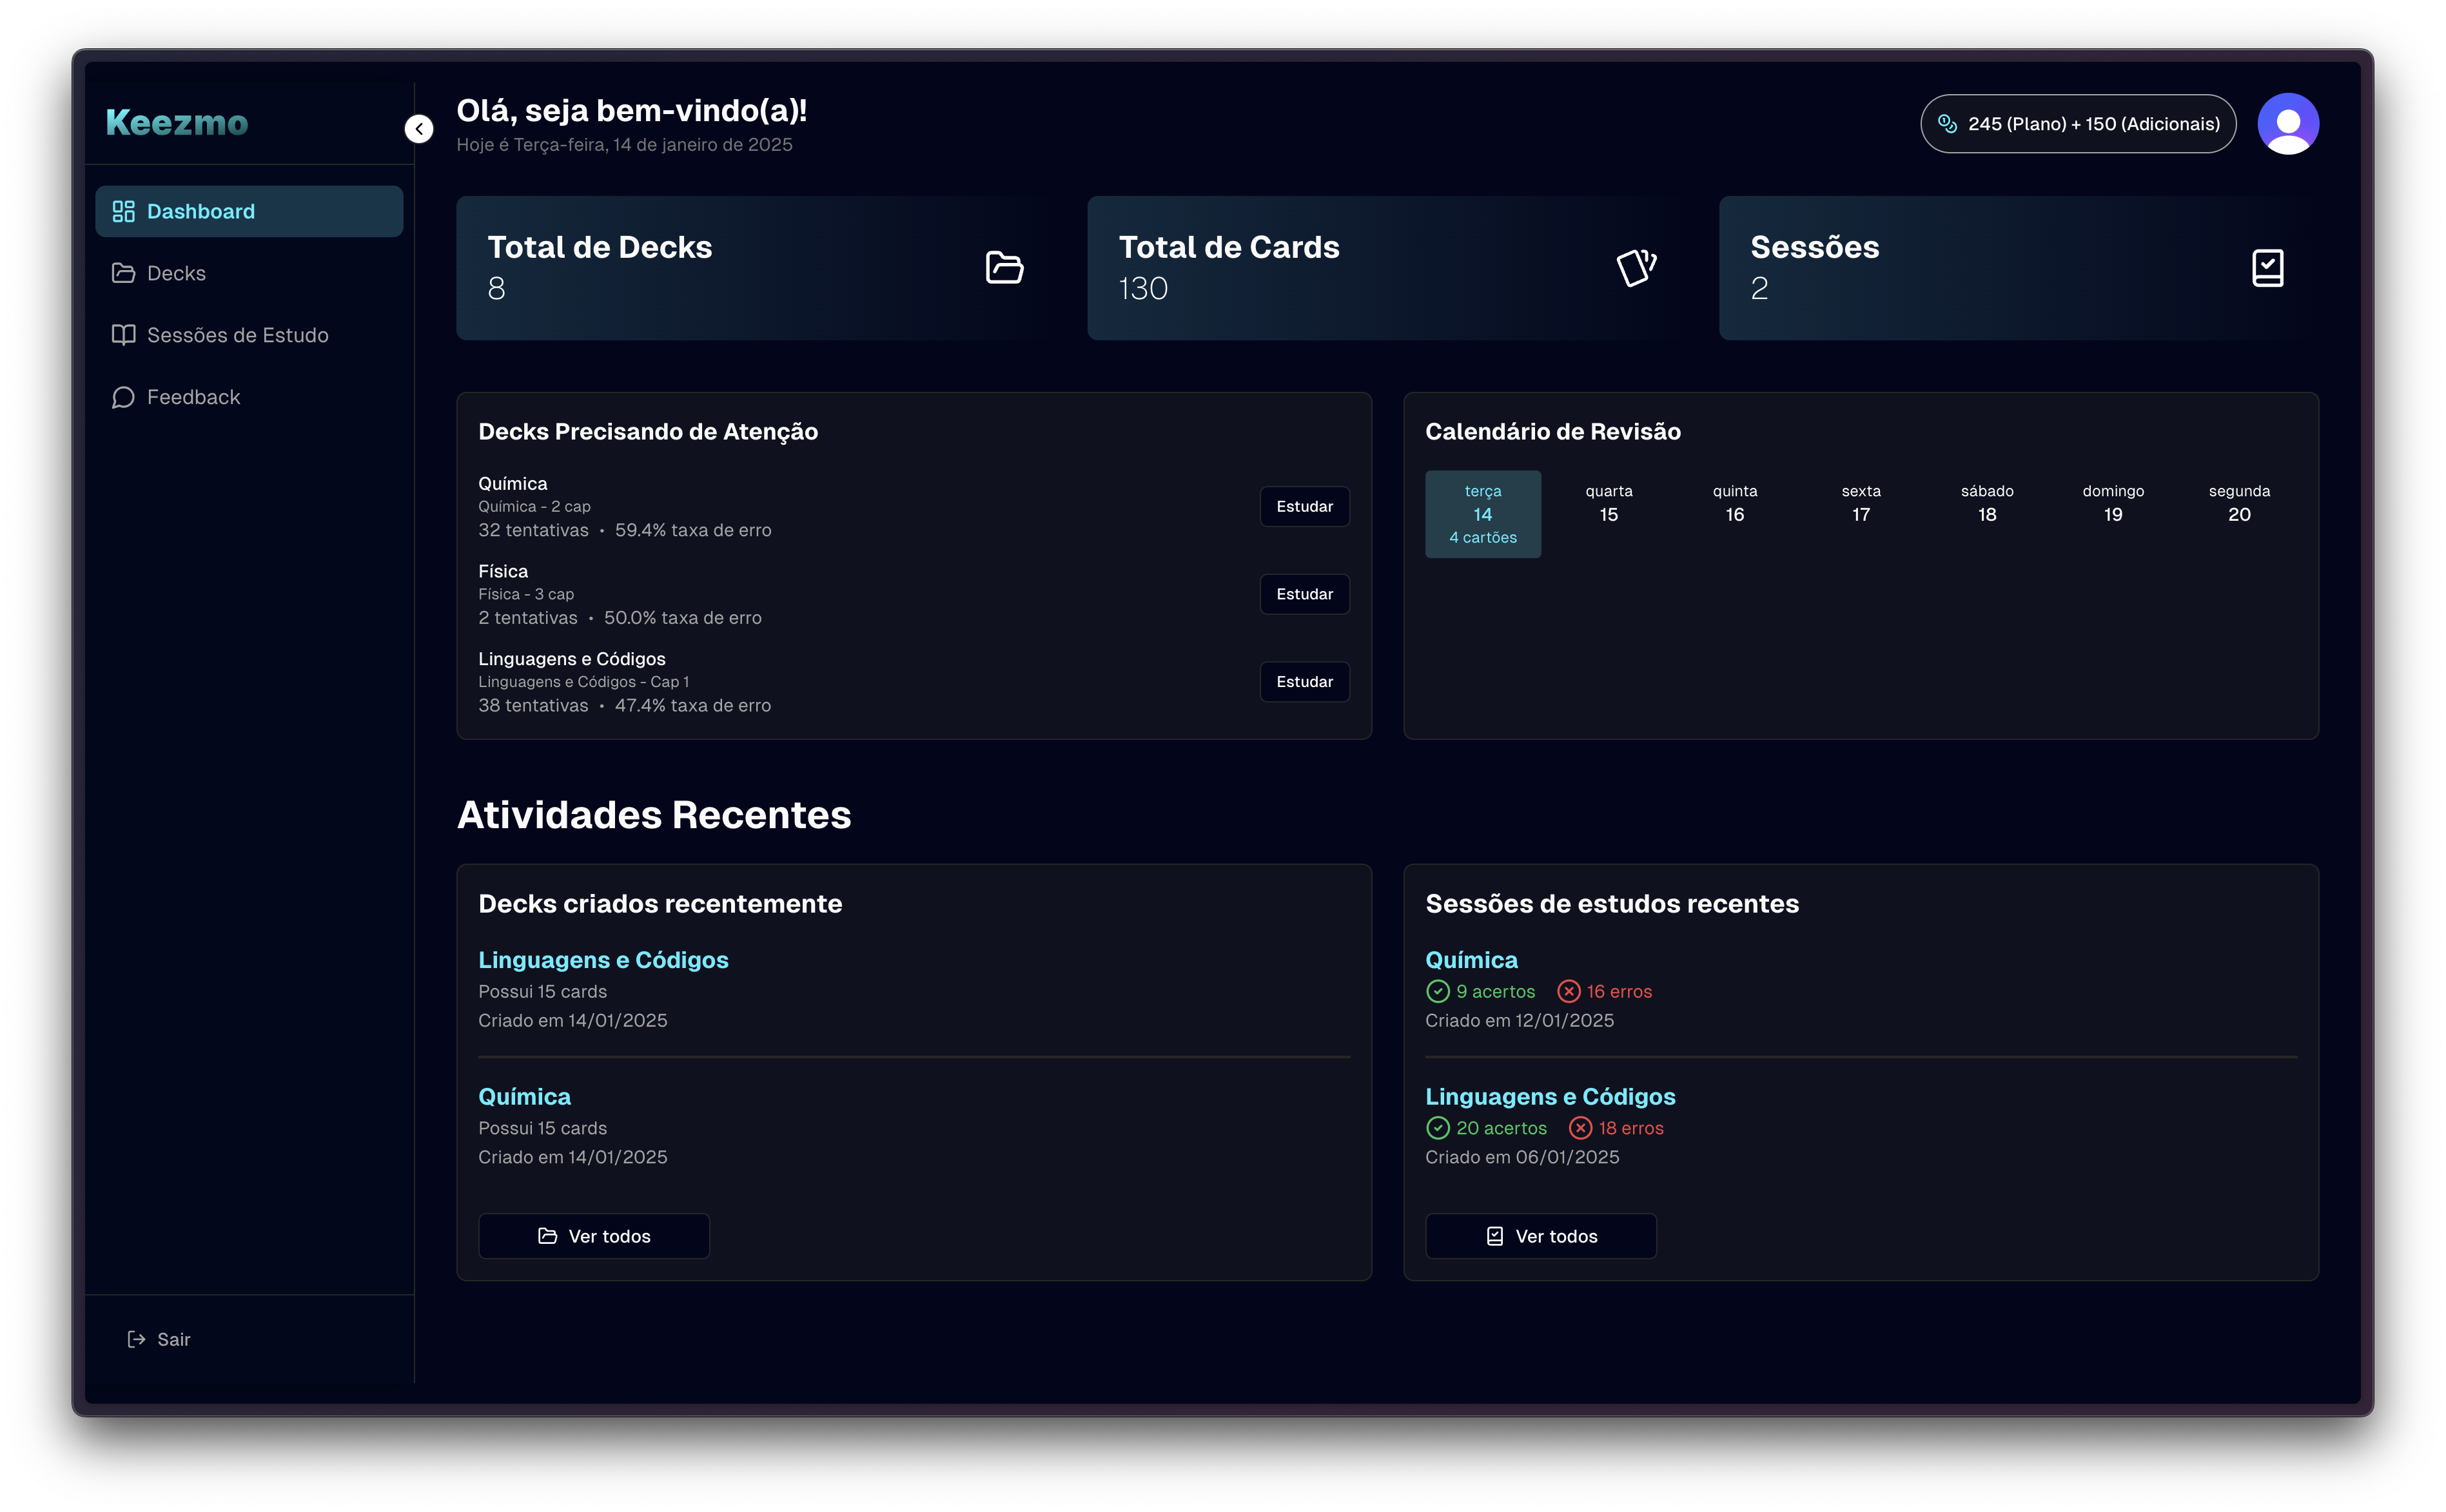 Keezmo
Dashboard
Decks
Sessões de Estudo
Feedback
Sair
Olá, seja bem-vindo(a)!
Hoje é Terça-feira, 14 de janeiro de 2025
245 (Plano) + 150 (Adicionais)
Total de Decks
8
Total de Cards
130
Sessões
2
Decks Precisando de Atenção
Química
Química - 2 cap
32 tentativas • 59.4% taxa de erro
Estudar
Física
Física - 3 cap
2 tentativas • 50.0% taxa de erro
Estudar
Linguagens e Códigos
Linguagens e Códigos - Cap 1
38 tentativas • 47.4% taxa de erro
Estudar
Calendário de Revisão
terça
14
4 cartões
quarta
15
quinta
16
sexta
17
sábado
18
domingo
19
segunda
20
Atividades Recentes
Decks criados recentemente
Linguagens e Códigos
Possui 15 cards
Criado em 14/01/2025
Química
Possui 15 cards
Criado em 14/01/2025
Ver todos
Sessões de estudos recentes
Química
9 acertos 16 erros
Criado em 12/01/2025
Linguagens e Códigos
20 acertos 18 erros
Criado em 06/01/2025
Ver todos